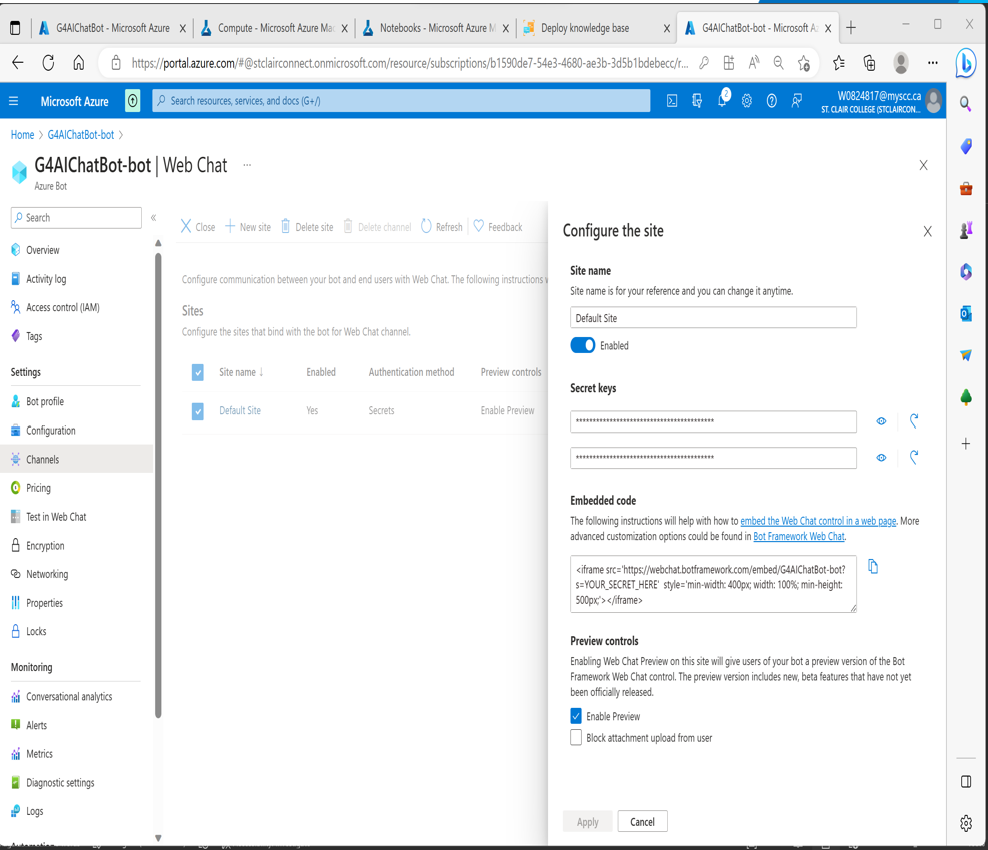 G4AIChatBot - Microsoft Azure
Compute - Microsoft Azure Ma
Notebooks - Microsoft Azure M
Deploy knowledge base
G4AIChatBot-bot - Microsoft Az
https://portal.azure.com/#@stclairconnect.onmicrosoft.com/resource/subscriptions/b1590de7-54e3-4680-ae3b-3d5b1bdebecc/r...
Microsoft Azure
Search resources, services, and docs (G+/)
2
W0824817@myscc.ca
ST. CLAIR COLLEGE (STCLAIRCON...
Home > G4AIChatBot-bot >
G4AIChatBot-bot | Web Chat ...
Azure Bot
Search
Overview
Activity log
Access control (IAM)
Tags
Settings
Bot profile
Configuration
Channels
Pricing
Test in Web Chat
Encryption
Networking
Properties
Locks
Monitoring
Conversational analytics
Alerts
Metrics
Diagnostic settings
Logs
Automation
Close New site Delete site Delete channel Refresh Feedback
Configure communication between your bot and end users with Web Chat. The following instructions w
Sites
Configure the sites that bind with the bot for Web Chat channel.
Site name ↓ Enabled Authentication method Preview controls
Default Site Yes Secrets Enable Preview
Configure the site
Site name
Site name is for your reference and you can change it anytime.
Default Site
Enabled
Secret keys
****************************************
****************************************
Embedded code
The following instructions will help with how to embed the Web Chat control in a web page. More
advanced customization options could be found in Bot Framework Web Chat.
<iframe src='https://webchat.botframework.com/embed/G4AIChatBot-bot?
s=YOUR_SECRET_HERE' style='min-width: 400px; width: 100%; min-height:
500px;'></iframe>
Preview controls
Enabling Web Chat Preview on this site will give users of your bot a preview version of the Bot
Framework Web Chat control. The preview version includes new, beta features that have not yet
been officially released.
Enable Preview
Block attachment upload from user
Apply Cancel